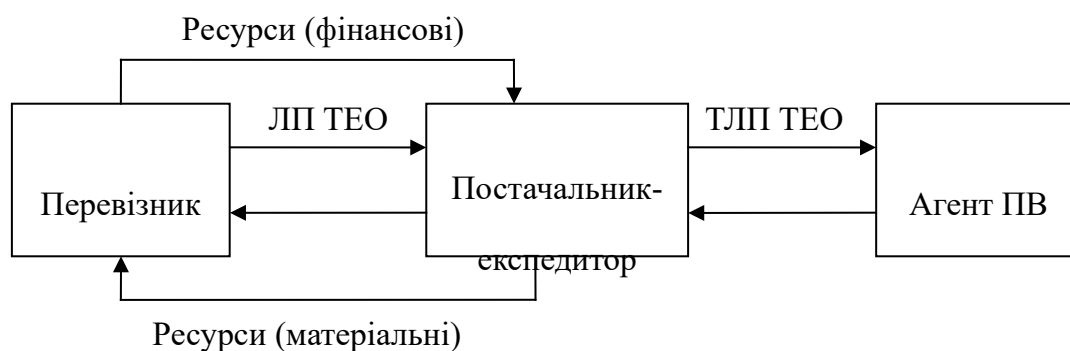 Ресурси (фінансові)
ЛП ТЕО
ТЛП ТЕО
Перевізник
Постачальник-
експедитор
Агент ПВ
Ресурси (матеріальні)